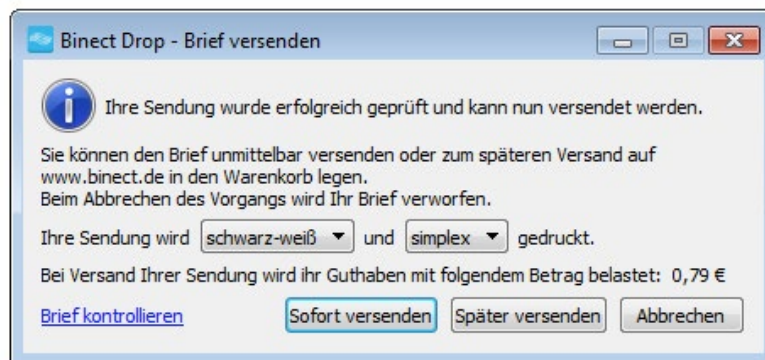 Binect Drop - Brief versenden
Ihre Sendung wurde erfolgreich geprüft und kann nun versendet werden.
Sie können den Brief unmittelbar versenden oder zum späteren Versand auf
www.binect.de in den Warenkorb legen.
Beim Abbrechen des Vorgangs wird Ihr Brief verworfen.
Ihre Sendung wird schwarz-weiß und simplex gedruckt.
Bei Versand Ihrer Sendung wird ihr Guthaben mit folgendem Betrag belastet: 0,79 €
Brief kontrollieren Sofort versenden Später versenden Abbrechen